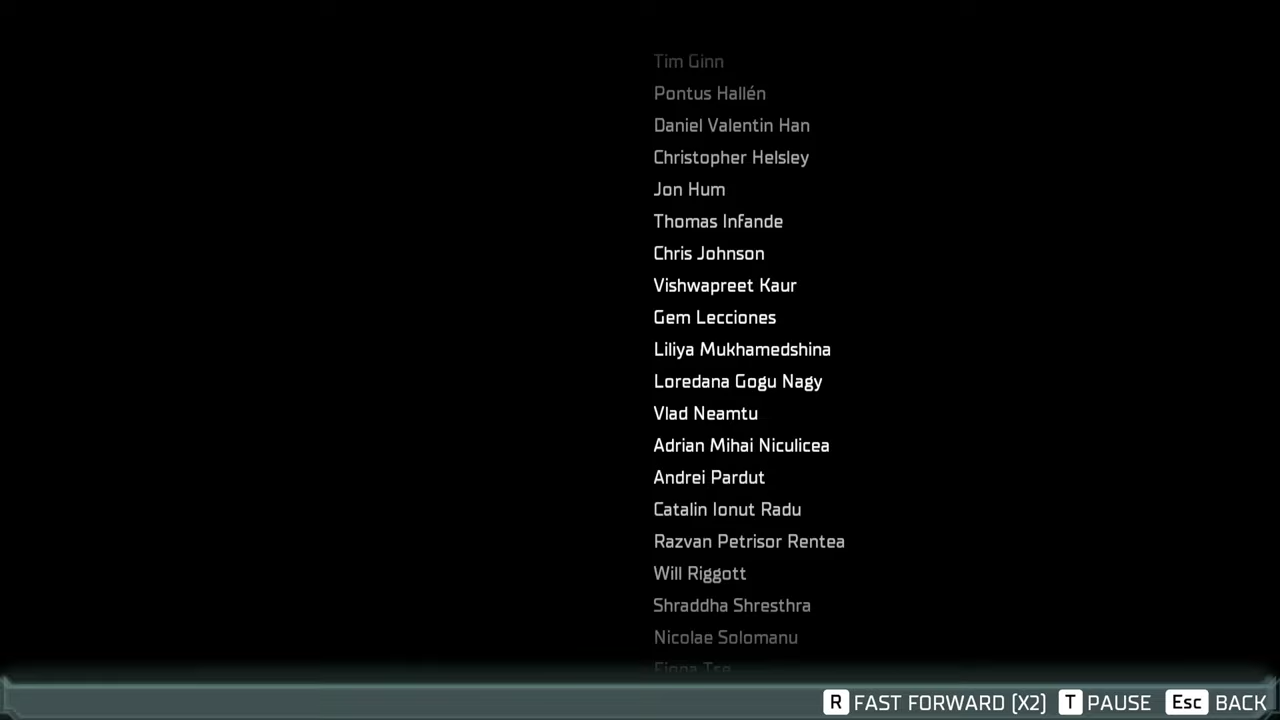 Tim Ginn
Pontus Hallén
Daniel Valentin Han
Christopher Helsley
Jon Hum
Thomas Infande
Chris Johnson
Vishwapreet Kaur
Gem Lecciones
Liliya Mukhamedshina
Loredana Gogu Nagy
Vlad Neamtu
Adrian Mihai Niculicea
Andrei Pardut
Catalin Ionut Radu
Razvan Petrisor Rentea
Will Riggott
Shraddha Shresthra
Nicolae Solomanu
Fiona Tse
R FAST FORWARD [X2] T PAUSE Esc BACK